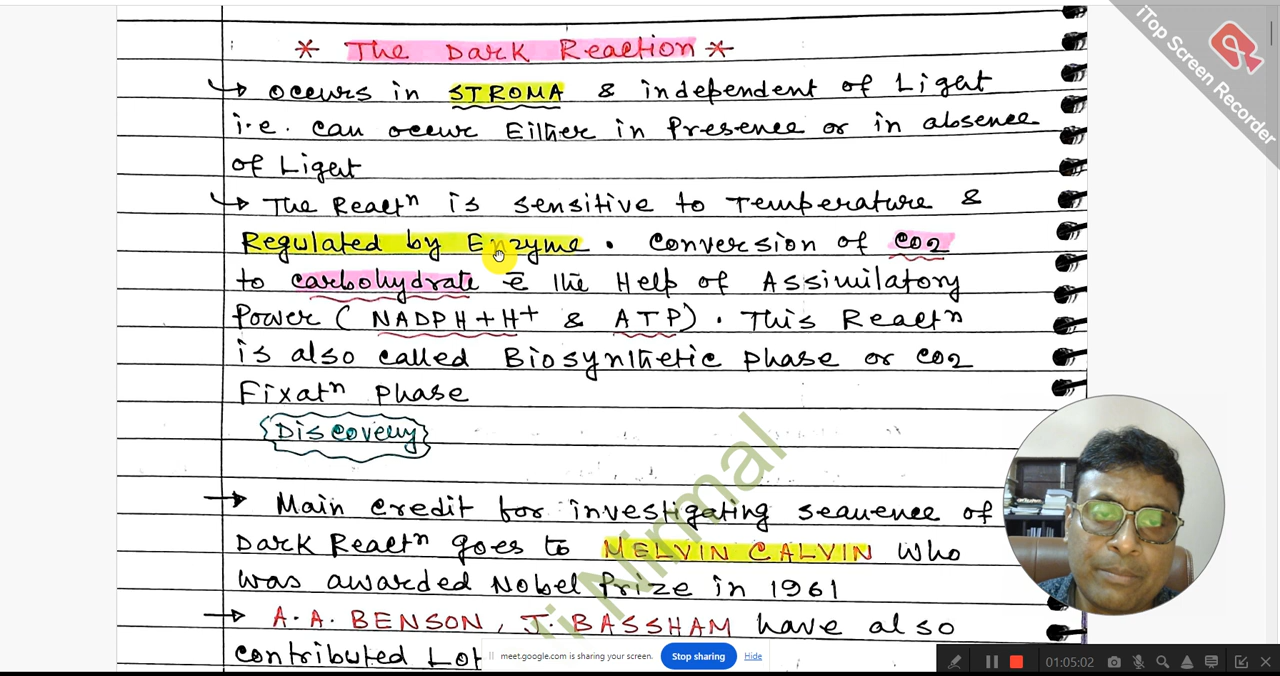 * The Dark Reaction *
occurs in STROMA & independent of Light
i.e. can occur Either in Presence or in absence
of Light
The Reactⁿ is sensitive to Temperature &
Regulated by Enzyme. Conversion of CO2
to carbohydrate c̄ the Help of Assimilatory
Power (NADPH+H+ & ATP). This Reactⁿ
is also called Biosynthetic phase or CO2
Fixatⁿ phase
Discovery
Main credit for investigating sequence of
Dark Reactⁿ goes to MELVIN CALVIN who
was awarded Nobel Prize in 1961
A. A. BENSON, J. BASSHAM have also
contributed Lot
Nirmal
iTop Screen Recorder
meet.google.com is sharing your screen. Stop sharing Hide
01:05:02